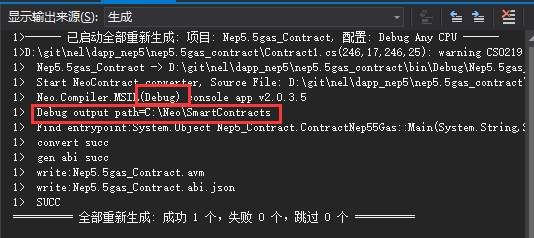 显示输出来源(S): 生成
1>------ 已启动全部重新生成: 项目: Nep5.5gas_Contract, 配置: Debug Any CPU ------
1>D:\git\nel\dapp_nep5\nep5.5gas_contract\Contract1.cs(246,17,246,25): warning CS0219
1>  Nep5.5gas_Contract -> D:\git\nel\dapp_nep5\nep5.5gas_contract\bin\Debug\Nep5.5gas_
1>  Start NeoContract converter, Source File: D:\git\nel\dapp_nep5\nep5.5gas_contract\
1>  Neo.Compiler.MSIL(Debug) console app v2.0.3.5
1>  Debug output path=C:\Neo\SmartContracts
1>  Find entrypoint:System.Object Nep5_Contract.ContractNep55Gas::Main(System.String,S
1>  convert succ
1>  gen abi succ
1>  write:Nep5.5gas_Contract.avm
1>  write:Nep5.5gas_Contract.abi.json
1>  SUCC
========== 全部重新生成: 成功 1 个，失败 0 个，跳过 0 个 ==========